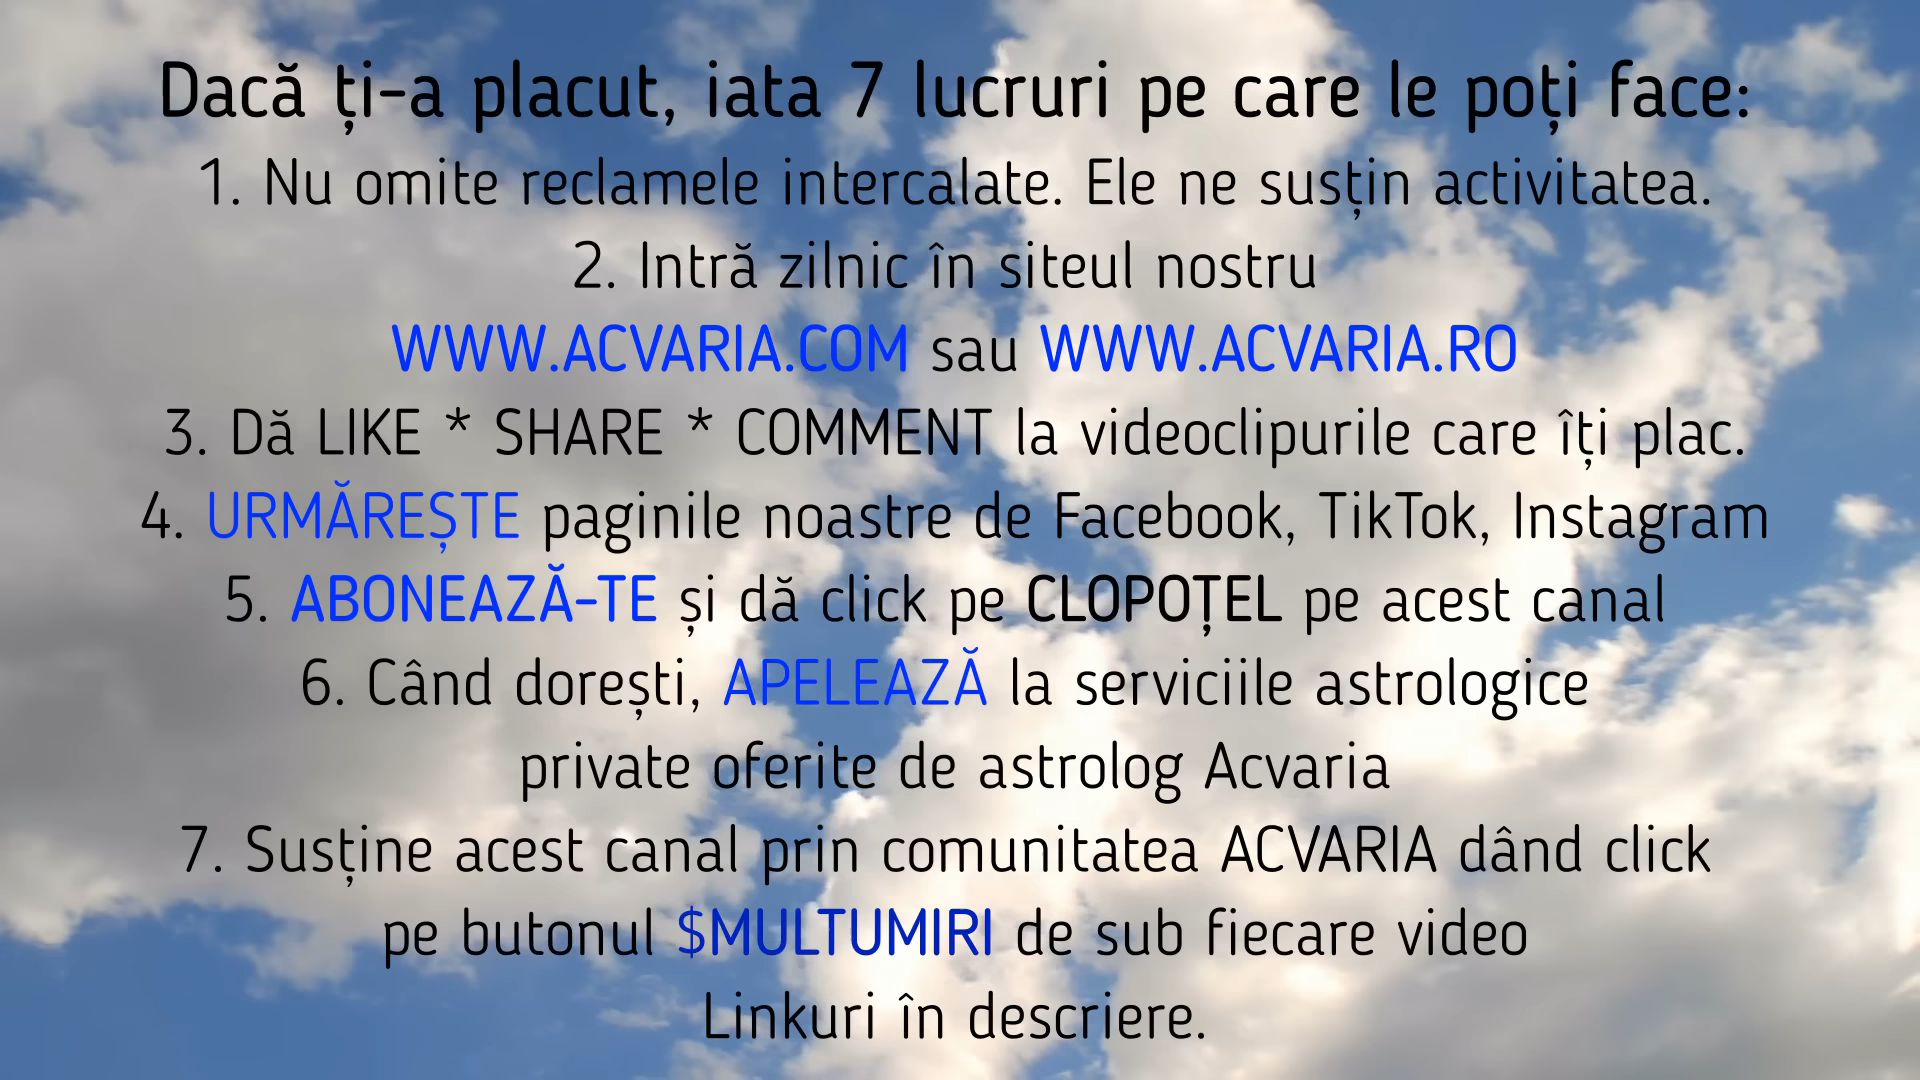 Dacă ți-a placut, iata 7 lucruri pe care le poți face:
1. Nu omite reclamele intercalate. Ele ne susțin activitatea.
2. Intră zilnic în siteul nostru
WWW.ACVARIA.COM sau WWW.ACVARIA.RO
3. Dă LIKE * SHARE * COMMENT la videoclipurile care îți plac.
4. URMĂREȘTE paginile noastre de Facebook, TikTok, Instagram
5. ABONEAZĂ-TE și dă click pe CLOPOȚEL pe acest canal
6. Când dorești, APELEAZĂ la serviciile astrologice
private oferite de astrolog Acvaria
7. Susține acest canal prin comunitatea ACVARIA dând click
pe butonul $MULTUMIRI de sub fiecare video
Linkuri în descriere.